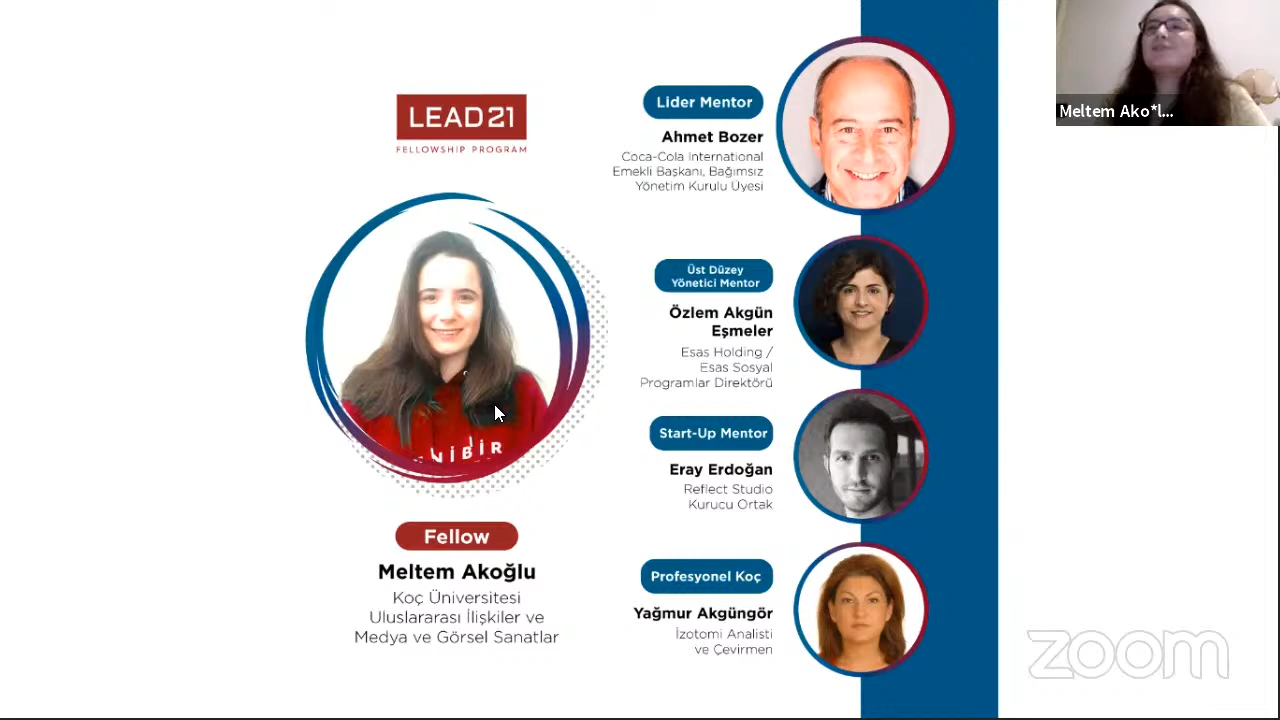 LEAD21
FELLOWSHIP PROGRAM
NİBİR
Fellow
Meltem Akoğlu
Koç Üniversitesi
Uluslararası İlişkiler ve
Medya ve Görsel Sanatlar
Lider Mentor
Ahmet Bozer
Coca-Cola International
Emekli Başkanı, Bağımsız
Yönetim Kurulu Üyesi
Üst Düzey
Yönetici Mentor
Özlem Akgün
Eşmeler
Esas Holding /
Esas Sosyal
Programlar Direktörü
Start-Up Mentor
Eray Erdoğan
Reflect Studio
Kurucu Ortak
Profesyonel Koç
Yağmur Akgüngör
İzotomi Analisti
ve Çevirmen
Meltem Ako*l...
zoom